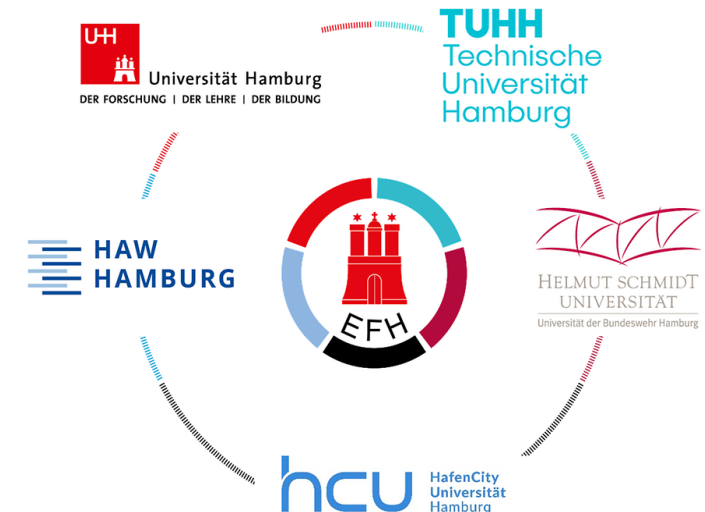 UHH
Universität Hamburg
DER FORSCHUNG | DER LEHRE | DER BILDUNG
TUHH
Technische
Universität
Hamburg
HAW
HAMBURG
EFH
HELMUT SCHMIDT
UNIVERSITÄT
Universität der Bundeswehr Hamburg
hcu
HafenCity
Universität
Hamburg